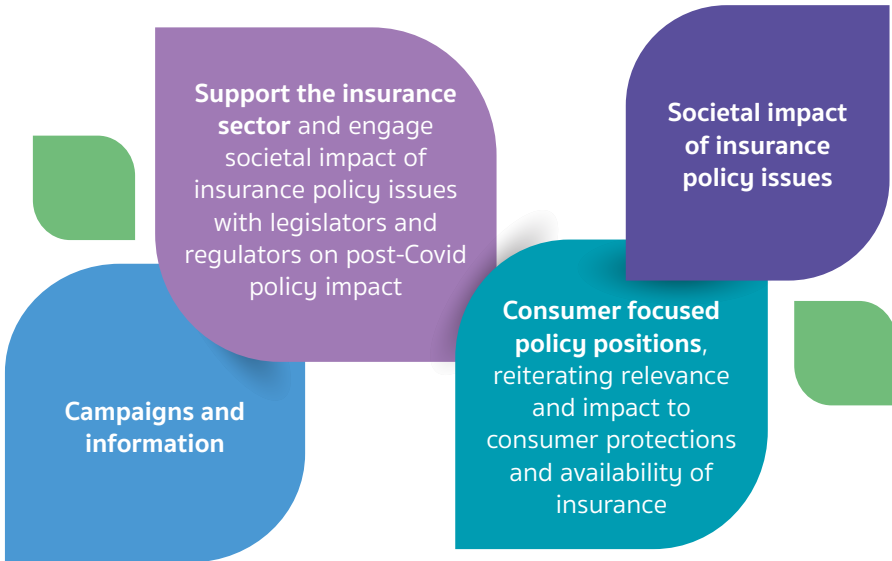 Support the insurance
sector and engage
societal impact of
insurance policy issues
with legislators and
regulators on post-Covid
policy impact
Societal impact
of insurance
policy issues
Campaigns and
information
Consumer focused
policy positions,
reiterating relevance
and impact to
consumer protections
and availability of
insurance